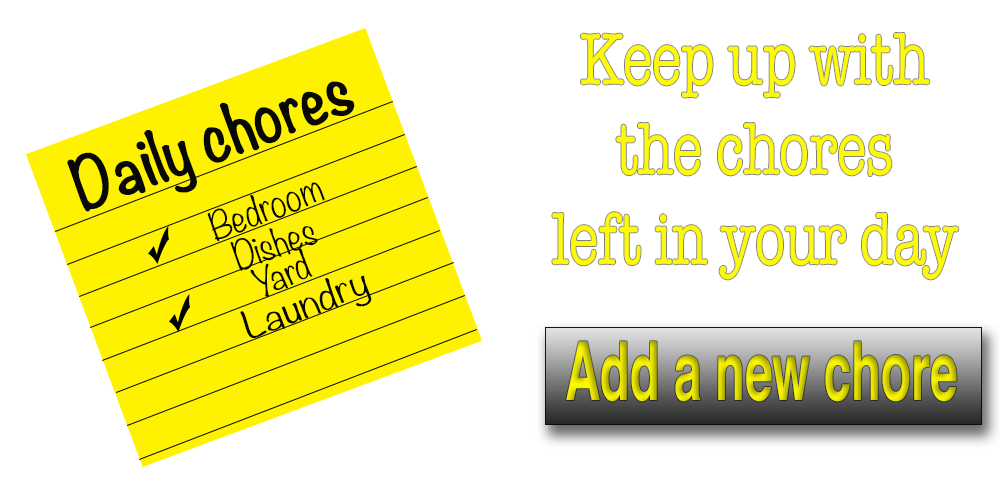 Daily chores
Bedroom
Dishes
Yard
Laundry
Keep up with
the chores
left in your day
Add a new chore